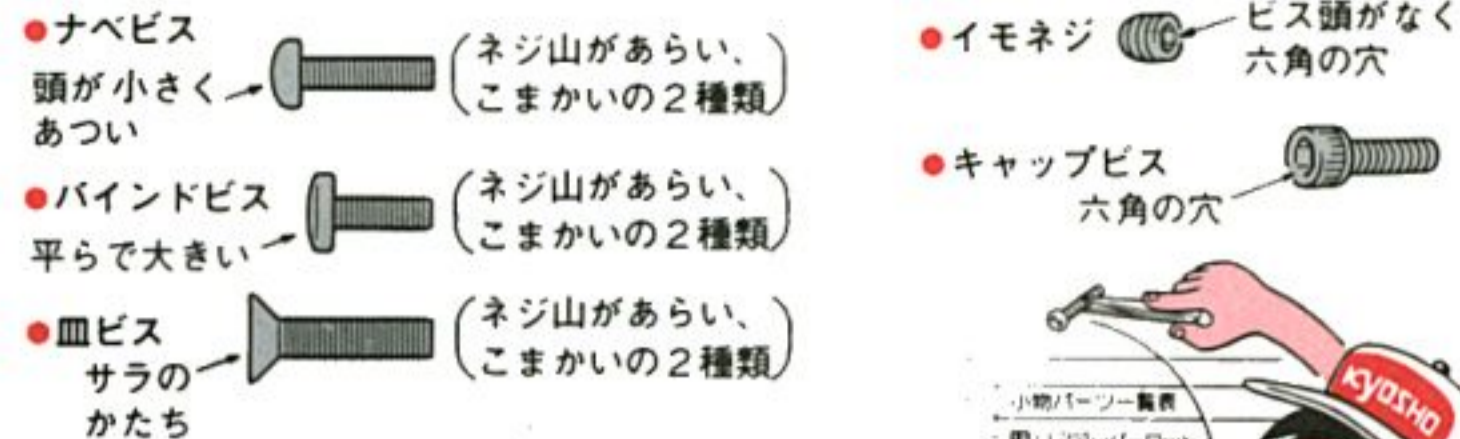 ●ナベビス
頭が小さく
あつい
(ネジ山があらい、
こまかいの2種類)
●バインドビス
平らで大きい
(ネジ山があらい、
こまかいの2種類)
●皿ビス
サラの
かたち
(ネジ山があらい、
こまかいの2種類)
●イモネジ
ビス頭がなく
六角の穴
●キャップビス
六角の穴
KYOSHO
小物パーツ一覧表